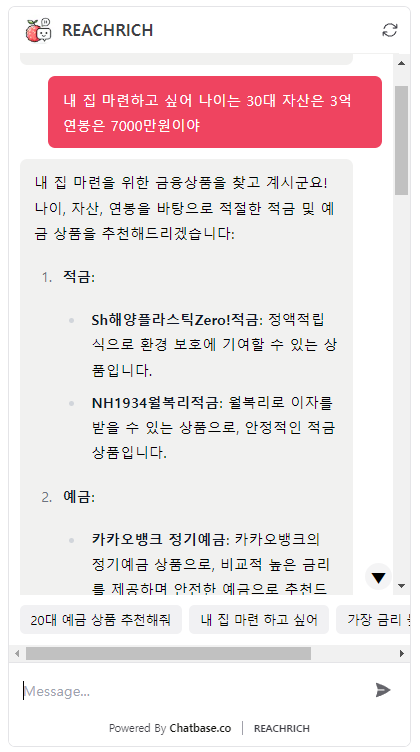 REACHRICH
내 집 마련하고 싶어 나이는 30대 자산은 3억
연봉은 7000만원이야
내 집 마련을 위한 금융상품을 찾고 계시군요!
나이, 자산, 연봉을 바탕으로 적절한 적금 및 예
금 상품을 추천해드리겠습니다:
1. 적금:
Sh해양플라스틱Zero!적금: 정액적립
식으로 환경 보호에 기여할 수 있는 상
품입니다.
NH1934월복리적금: 월복리로 이자를
받을 수 있는 상품으로, 안정적인 적금
상품입니다.
2. 예금:
카카오뱅크 정기예금: 카카오뱅크의
정기예금 상품으로, 비교적 높은 금리
를 제공하며 안전한 예금으로 추천드
20대 예금 상품 추천해줘
내 집 마련 하고 싶어
가장 금리
Message...
Powered By Chatbase.co | REACHRICH